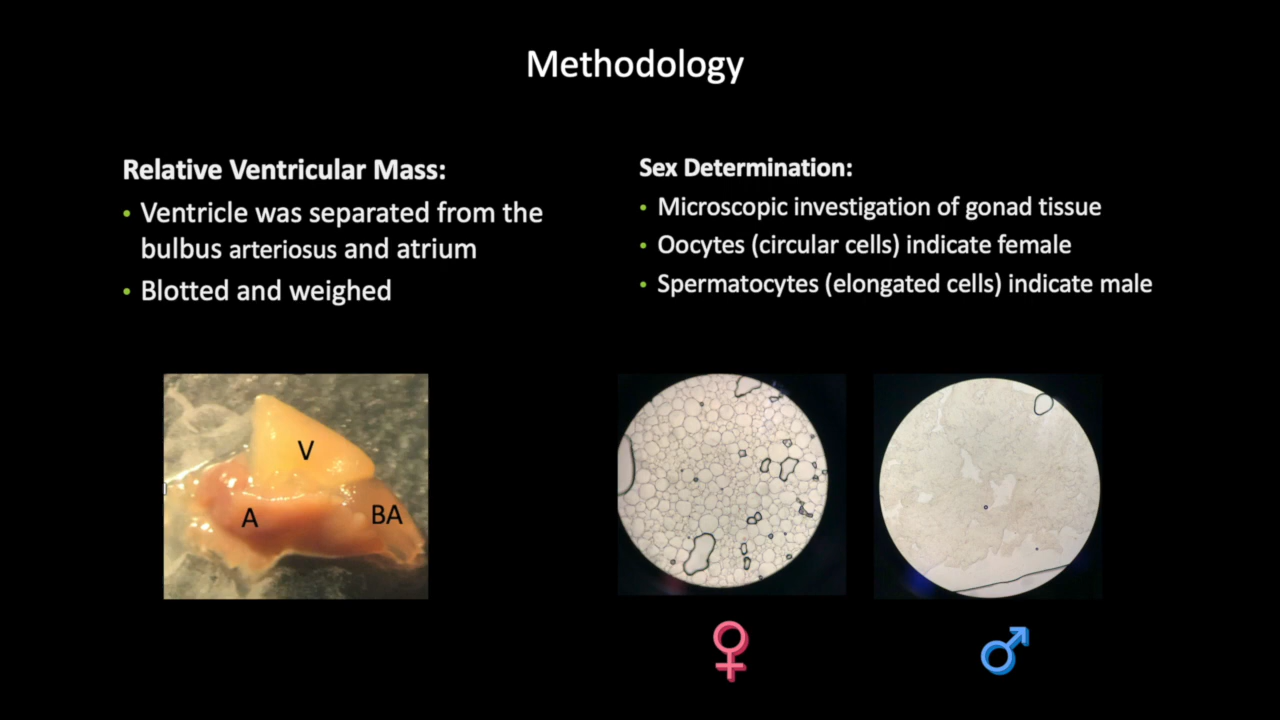 Methodology
Relative Ventricular Mass:
• Ventricle was separated from the
bulbus arteriosus and atrium
• Blotted and weighed
Sex Determination:
• Microscopic investigation of gonad tissue
• Oocytes (circular cells) indicate female
• Spermatocytes (elongated cells) indicate male
V
A
BA
♀
♂